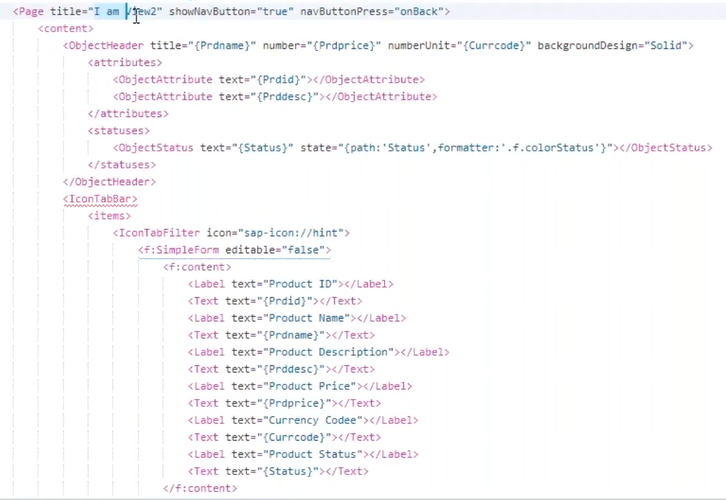 <Page title="I am View2" showNavButton="true" navButtonPress="onBack">
<content>
<ObjectHeader title="{Prdname}" number="{Prdprice}" numberUnit="{Currcode}" backgroundDesign="Solid">
<attributes>
<ObjectAttribute text="{Prdid}"></ObjectAttribute>
<ObjectAttribute text="{Prddesc}"></ObjectAttribute>
</attributes>
<statuses>
<ObjectStatus text="{Status}" state="{path:'Status',formatter:'.f.colorStatus'}"></ObjectStatus>
</statuses>
</ObjectHeader>
<IconTabBar>
<items>
<IconTabFilter icon="sap-icon://hint">
<f:SimpleForm editable="false">
<f:content>
<Label text="Product ID"></Label>
<Text text="{Prdid}"></Text>
<Label text="Product Name"></Label>
<Text text="{Prdname}"></Text>
<Label text="Product Description"></Label>
<Text text="{Prddesc}"></Text>
<Label text="Product Price"></Label>
<Text text="{Prdprice}"></Text>
<Label text="Currency Codee"></Label>
<Text text="{Currcode}"></Text>
<Label text="Product Status"></Label>
<Text text="{Status}"></Text>
</f:content>